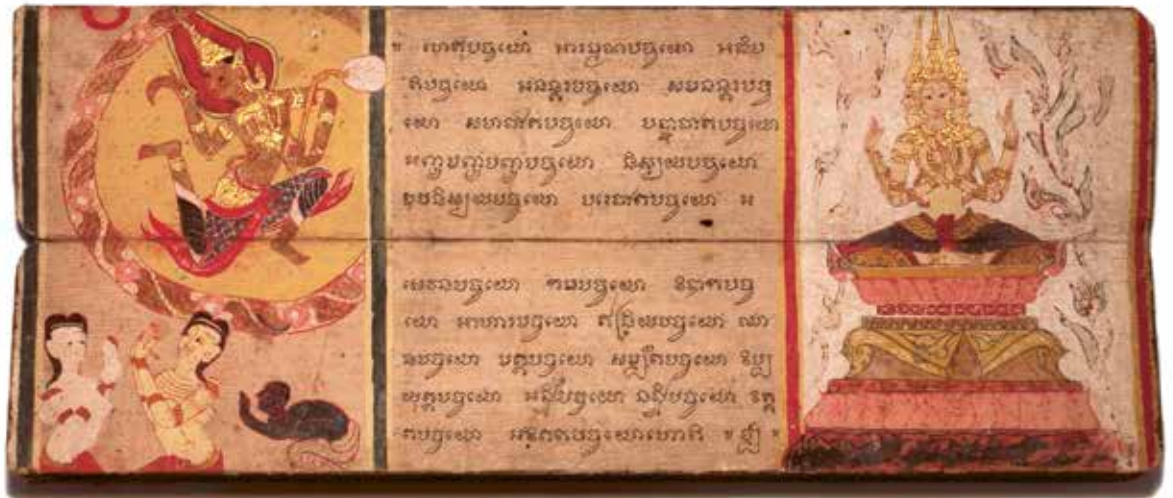 ហេតុបច្ចយោ អារម្មណបច្ចយោ អធិប
តិបច្ចយោ អនន្តរបច្ចយោ សមនន្តរបច្ច
យោ សហជាតបច្ចយោ បច្ឆាជាតបច្ចយោ
អញ្ញមញ្ញបច្ចយោ និស្សយបច្ចយោ
ឧបនិស្សយបច្ចយោ បុរេជាតបច្ចយោ អ
សេវនបច្ចយោ កម្មបច្ចយោ វិបាកបច្ច
យោ អាហារបច្ចយោ ឥន្ទ្រិយបច្ចយោ ឈា
នបច្ចយោ មគ្គបច្ចយោ សម្បយុត្តបច្ចយោ វិប្ប
យុត្តបច្ចយោ អត្ថិបច្ចយោ នត្ថិបច្ចយោ វិគ
តបច្ចយោ អវិគតបច្ចយោ ហោតិ